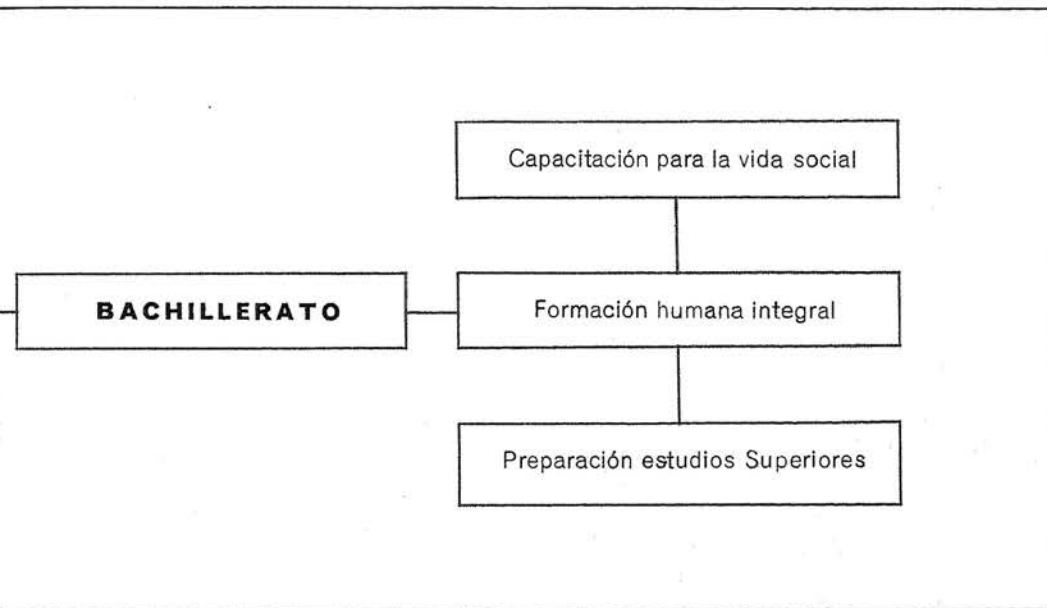 Capacitación para la vida social
BACHILLERATO
Formación humana integral
Preparación estudios Superiores